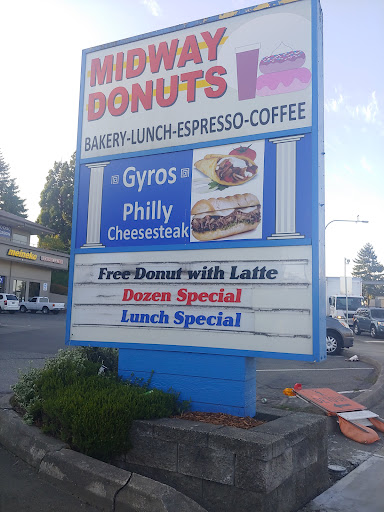 MIDWAY
DONUTS
BAKERY-LUNCH-ESPRESSO-COFFEE
Gyros
Philly
Cheesesteak
Free Donut with Latte
Dozen Special
Lunch Special